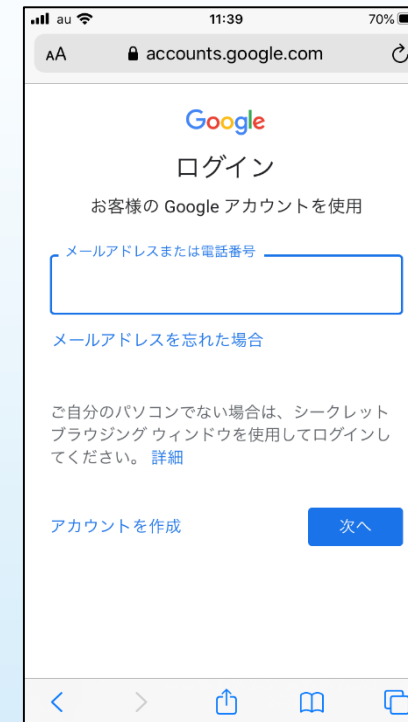 au 11:39 70%
AA accounts.google.com
Google
ログイン
お客様の Google アカウントを使用
メールアドレスまたは電話番号
メールアドレスを忘れた場合
ご自分のパソコンでない場合は、シークレット
ブラウジング ウィンドウを使用してログインし
てください。 詳細
アカウントを作成 次へ